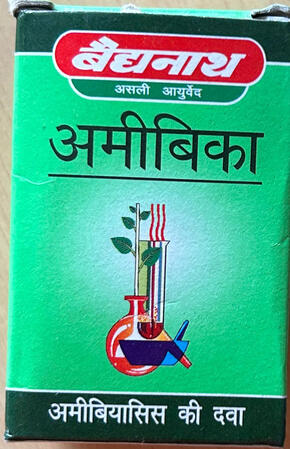 बैद्यनाथ
असली आयुर्वेद
अमीबिका
अमीबियासिस की दवा